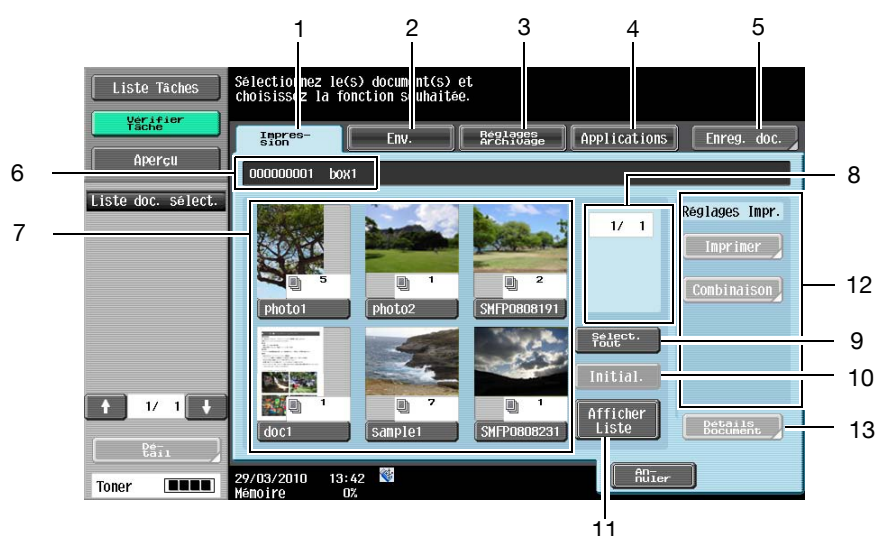 1
2
3
4
5
Liste Tâches
Sélectionnez le(s) document(s) et
choisissez la fonction souhaitée.
Vérifier
Tâche
Aperçu
Impres-
sion
Env.
Réglages
Archivage
Applications
Enreg. doc.
6
000000001 box1
8
Liste doc. sélect.
7
1/ 1
Réglages Impr.
Imprimer
Combinaison
12
5
1
2
photo1
photo2
SMFP0808191
Sélect.
Tout
9
Initial.
10
1/ 1
1
7
1
doc1
sample1
SMFP0808231
Afficher
Liste
Détails
Document
13
Dé-
tail
Toner
29/03/2010 13:42
Mémoire 0%
An-
nuler
11